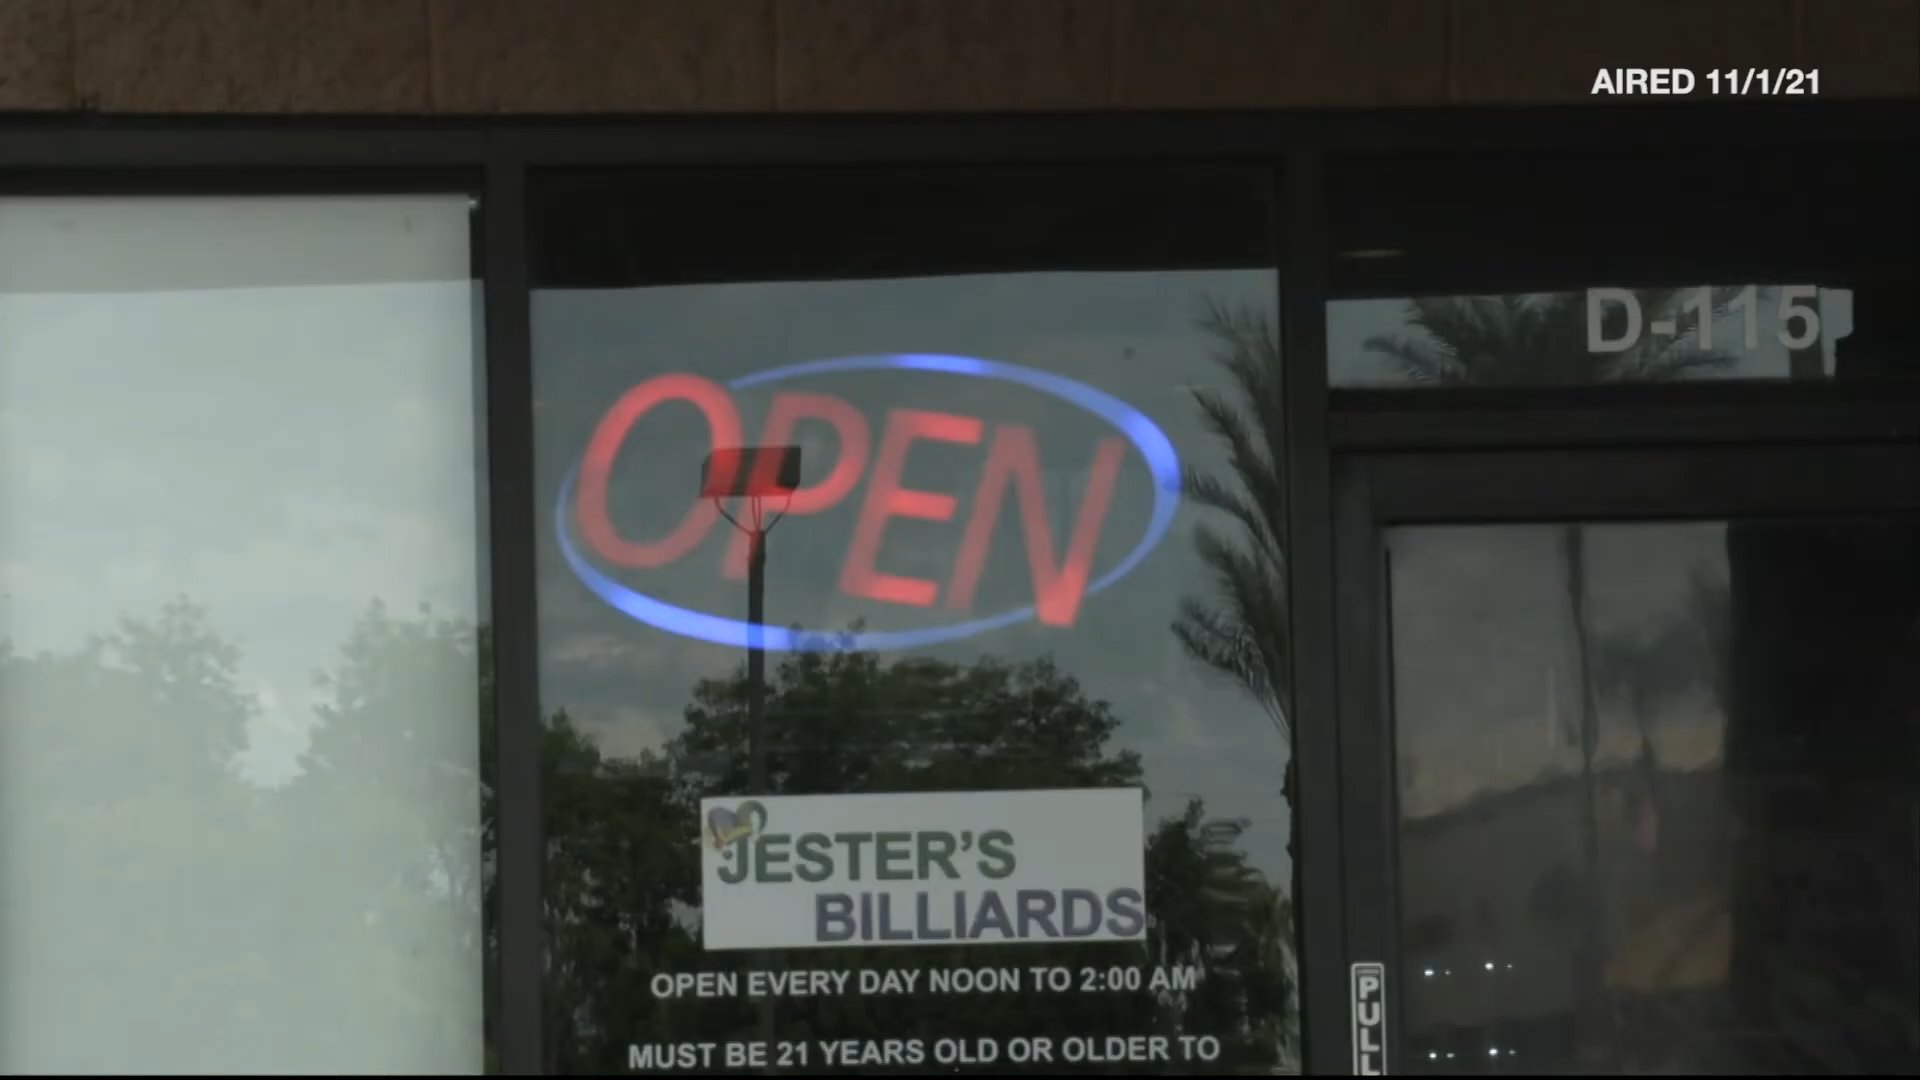 AIRED 11/1/21
D-115
OPEN
JESTER'S
BILLIARDS
OPEN EVERY DAY NOON TO 2:00 AM
MUST BE 21 YEARS OLD OR OLDER TO
PULL